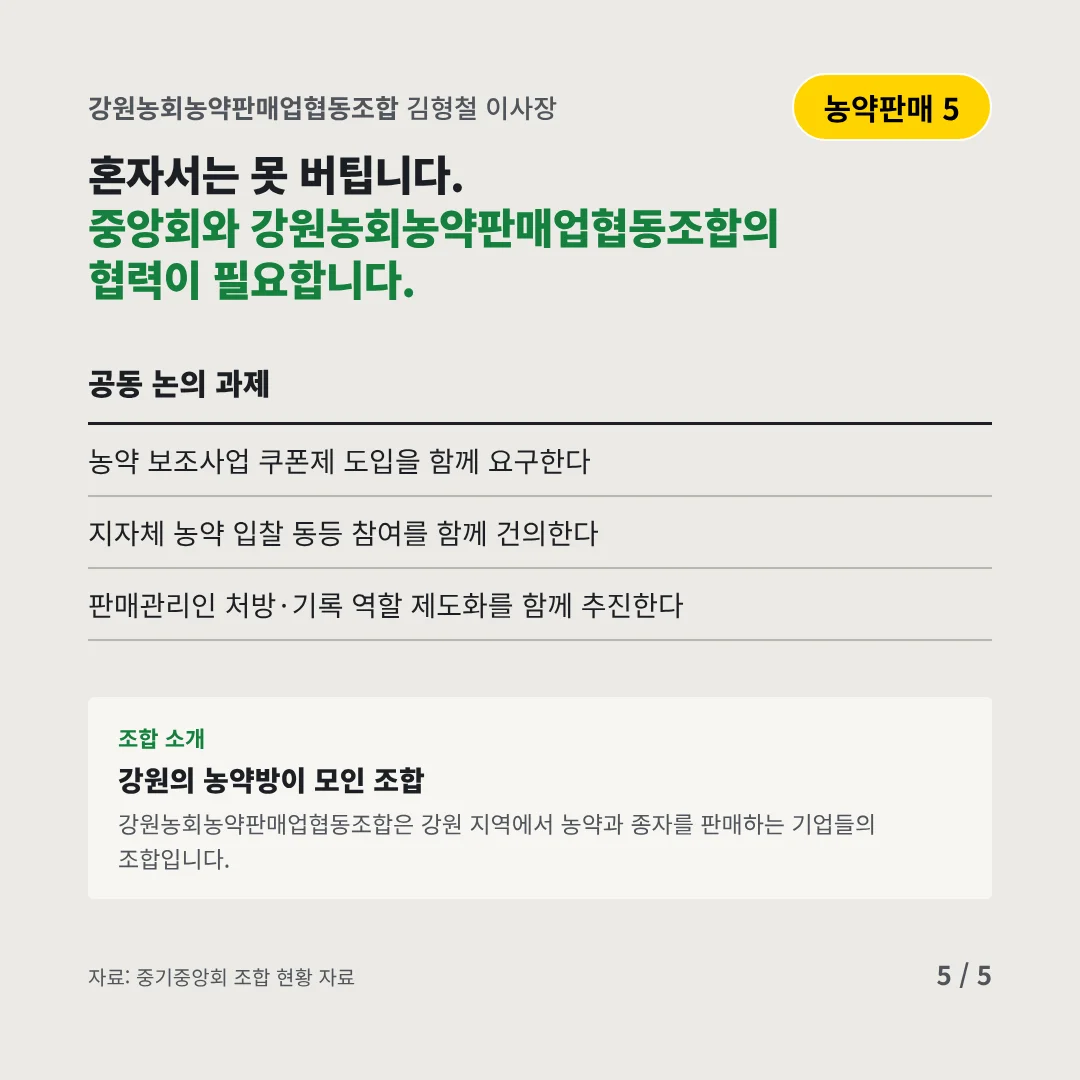 강원농회농약판매업협동조합 김형철 이사장
농약판매 5
혼자서는 못 버팁니다.
중앙회와 강원농회농약판매업협동조합의
협력이 필요합니다.
공동 논의 과제
농약 보조사업 쿠폰제 도입을 함께 요구한다
지자체 농약 입찰 동등 참여를 함께 건의한다
판매관리인 처방·기록 역할 제도화를 함께 추진한다
조합 소개
강원의 농약방이 모인 조합
강원농회농약판매업협동조합은 강원 지역에서 농약과 종자를 판매하는 기업들의
조합입니다.
자료: 중기중앙회 조합 현황 자료
5 / 5